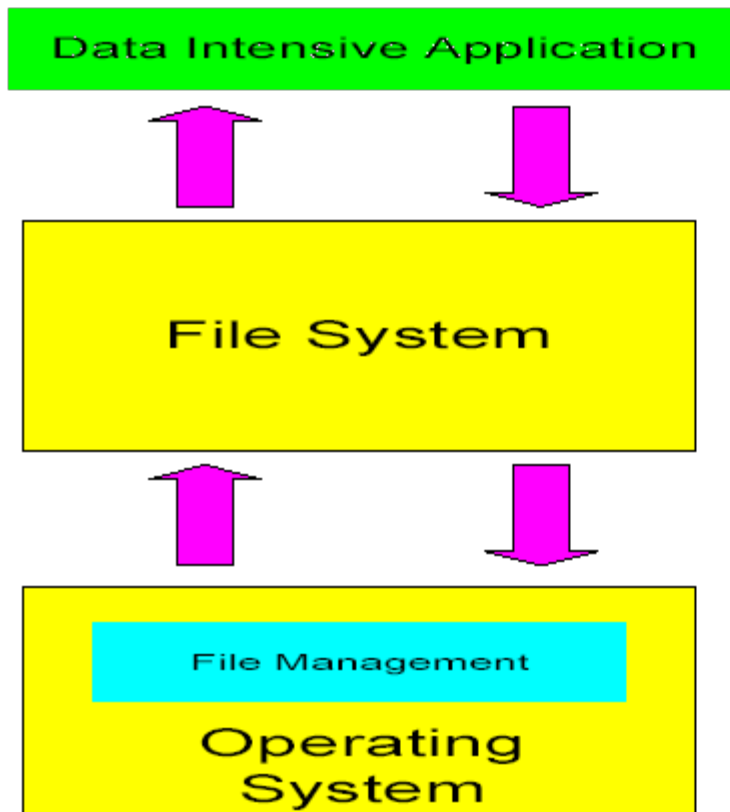 Data Intensive Application
File System
File Management
Operating
System